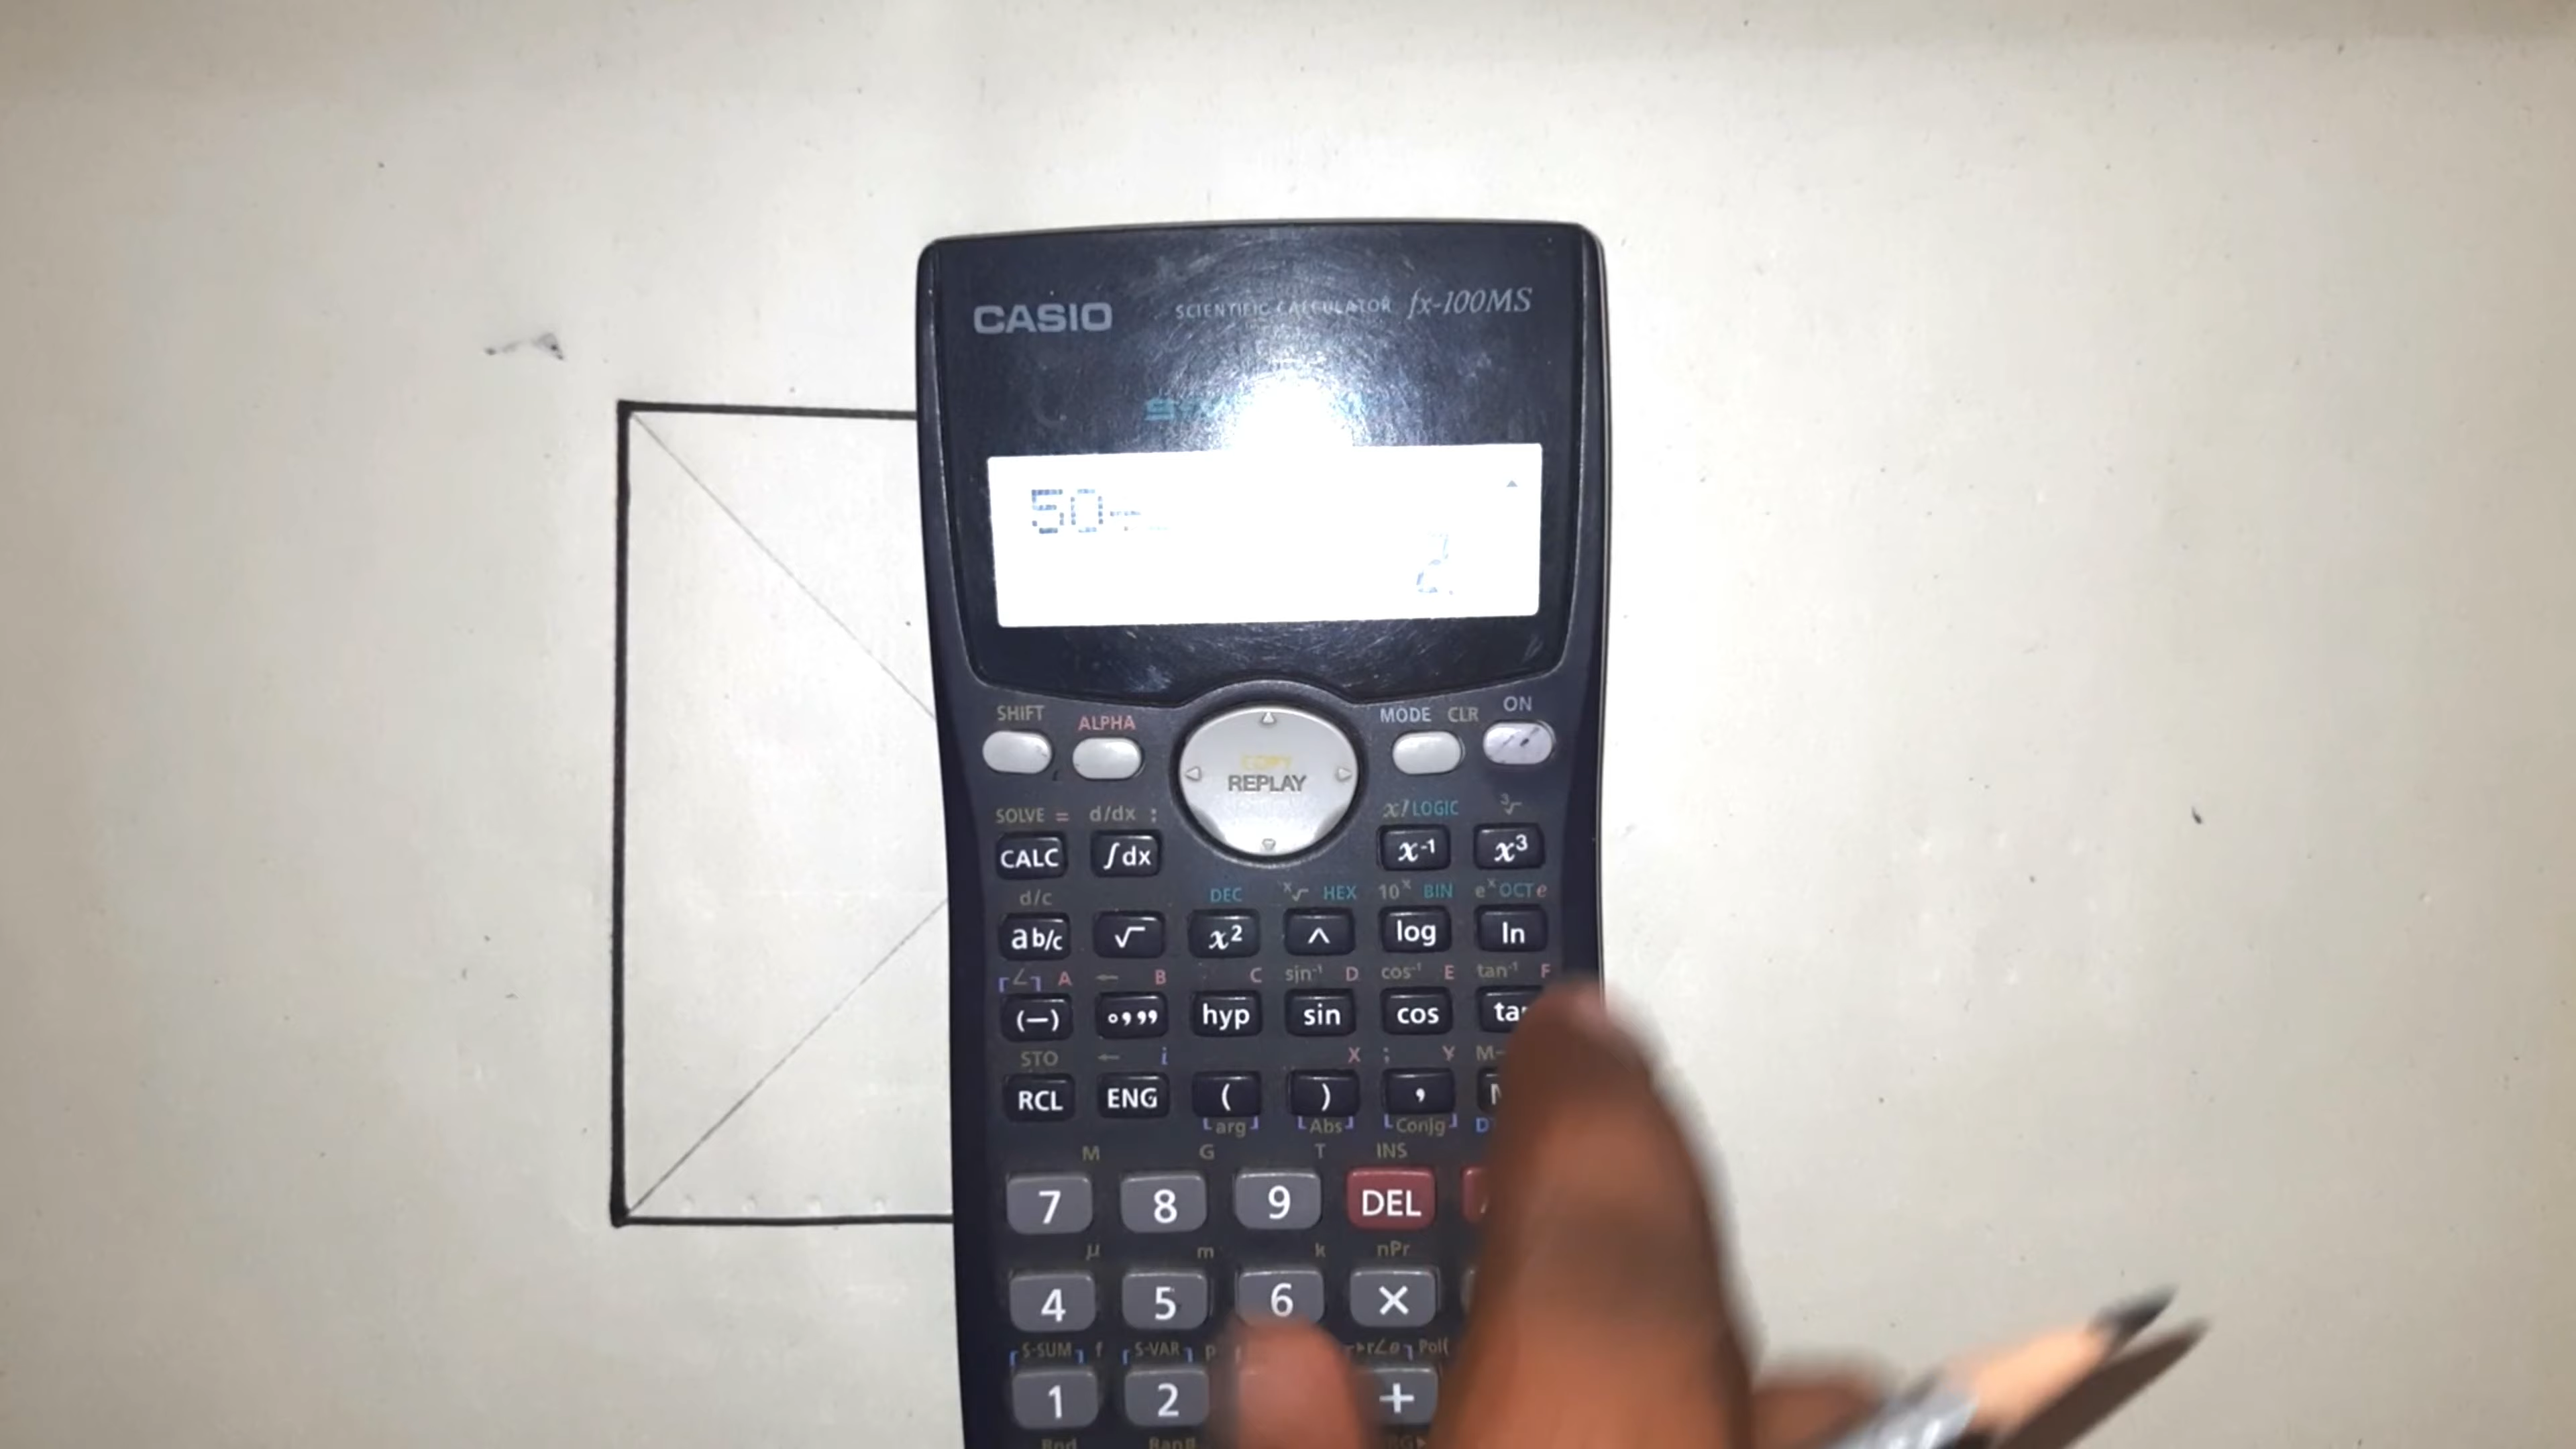 CASIO SCIENTIFIC CALCULATOR fx-100MS
50
2.
SHIFT ALPHA MODE CLR ON
COPY
REPLAY
SOLVE = d/dx : x! LOGIC ³√
CALC ∫dx x⁻¹ x³
d/c DEC ˣ√ HEX 10ˣ BIN eˣ OCT e
a b/c √ x² ^ log ln
∠ A ← B C sin⁻¹ D cos⁻¹ E tan⁻¹ F
(−) °,,, hyp sin cos
STO ← i X ; Y
RCL ENG ( ) ,
arg Abs Conjg
M G T INS
7 8 9 DEL
μ m k nPr
4 5 6 ×
S-SUM f S-VAR Pol(
1 2 +